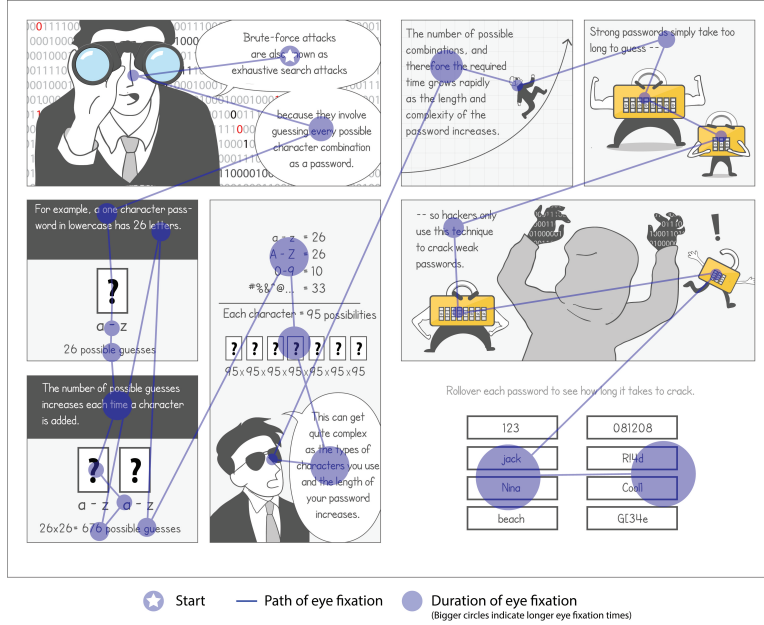 Brute-force attacks
are also known as
exhaustive search attacks
because they involve
guessing every possible
character combination
as a password.
The number of possible
combinations, and
therefore the required
time grows rapidly
as the length and
complexity of the
password increases.
Strong passwords simply take too
long to guess --
For example, a one character pass-
word in lowercase has 26 letters.
?
a - z
26 possible guesses
The number of possible guesses
increases each time a character
is added.
? ?
a - z a - z
26x26= 676 possible guesses
a - z = 26
A - Z = 26
0-9 = 10
#%&^@... = 33
Each character = 95 possibilities
? ? ? ? ? ? ?
95x95x95x95x95x95x95
This can get
quite complex
as the types of
characters you use
and the length of
your password
increases.
-- so hackers only
use this technique
to crack weak
passwords.
!
Rollover each password to see how long it takes to crack.
123 081208
jack R!4d
Nina Coo!1
beach G[34e
Start
Path of eye fixation
Duration of eye fixation
(Bigger circles indicate longer eye fixation times)